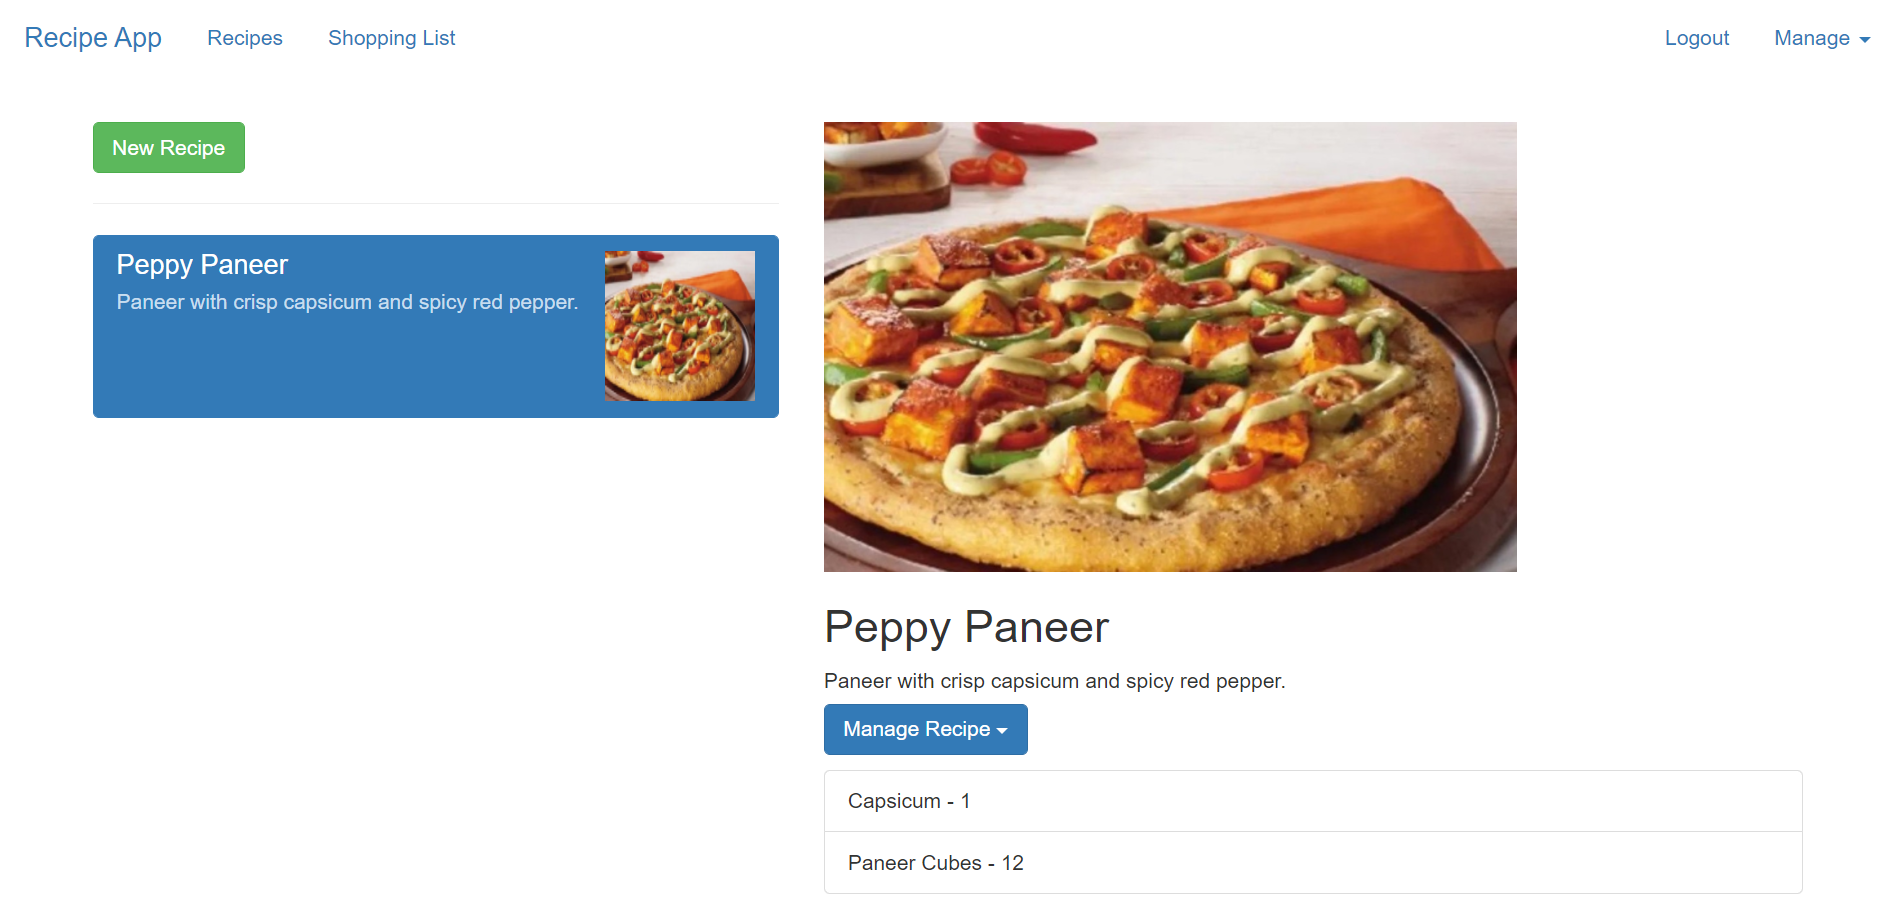 Recipe App Recipes Shopping List Logout Manage
New Recipe
Peppy Paneer
Paneer with crisp capsicum and spicy red pepper.
Peppy Paneer
Paneer with crisp capsicum and spicy red pepper.
Manage Recipe
Capsicum - 1
Paneer Cubes - 12